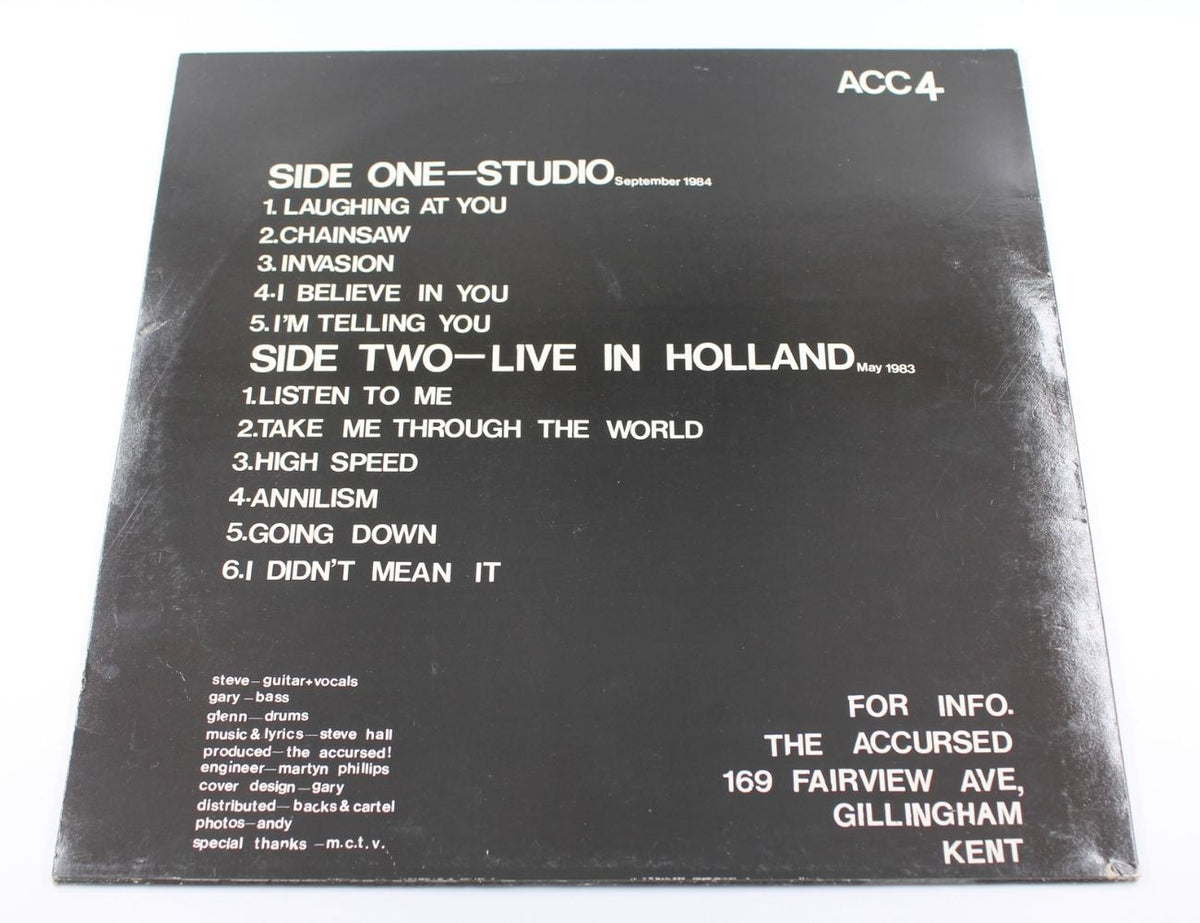 ACC4
SIDE ONE—STUDIO September 1984
1. LAUGHING AT YOU
2.CHAINSAW
3. INVASION
4.I BELIEVE IN YOU
5. I'M TELLING YOU
SIDE TWO—LIVE IN HOLLAND May 1983
1.LISTEN TO ME
2.TAKE ME THROUGH THE WORLD
3.HIGH SPEED
4.ANNILISM
5.GOING DOWN
6.I DIDN'T MEAN IT
steve—guitar+vocals
gary—bass
glenn—drums
music & lyrics—steve hall
produced—the accursed!
engineer—martyn phillips
cover design—gary
distributed—backs & cartel
photos—andy
special thanks—m.c.t.v.
FOR INFO.
THE ACCURSED
169 FAIRVIEW AVE,
GILLINGHAM
KENT